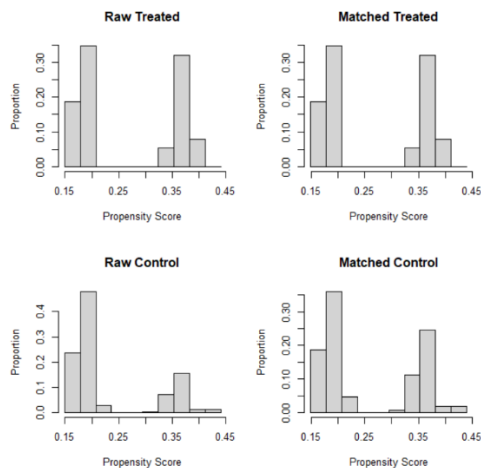 Raw Treated
Proportion
0.00 0.10 0.20 0.30
0.15 0.25 0.35 0.45
Propensity Score
Matched Treated
Proportion
0.00 0.10 0.20 0.30
0.15 0.25 0.35 0.45
Propensity Score
Raw Control
Proportion
0.0 0.1 0.2 0.3 0.4
0.15 0.25 0.35 0.45
Propensity Score
Matched Control
Proportion
0.00 0.10 0.20 0.30
0.15 0.25 0.35 0.45
Propensity Score